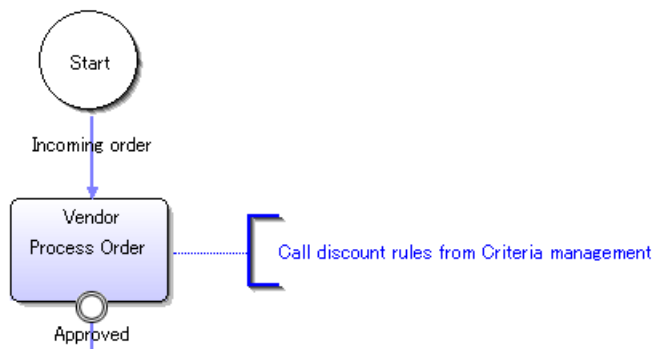 Start
Incoming order
Vendor
Process Order
Call discount rules from Criteria management
Approved